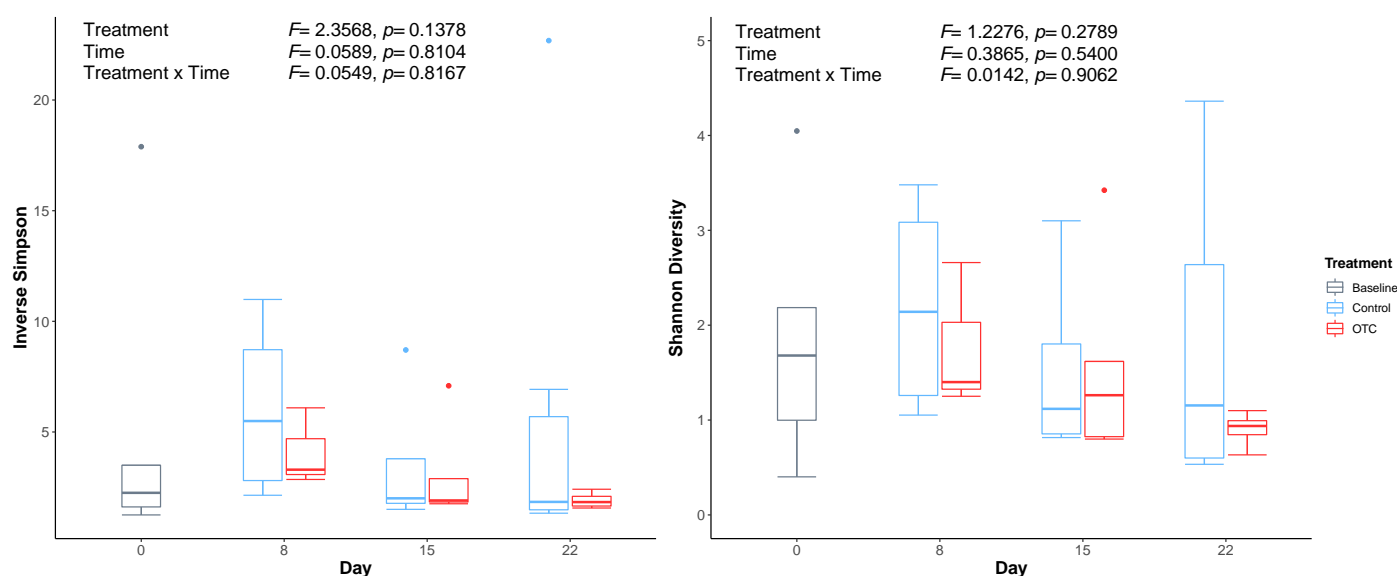 Treatment F= 2.3568, p= 0.1378
Time F= 0.0589, p= 0.8104
Treatment x Time F= 0.0549, p= 0.8167
20
15
10
5
Inverse Simpson
0 8 15 22
Day
Treatment F= 1.2276, p= 0.2789
Time F= 0.3865, p= 0.5400
Treatment x Time F= 0.0142, p= 0.9062
5
4
3
2
1
0
Shannon Diversity
0 8 15 22
Day
Treatment
Baseline
Control
OTC